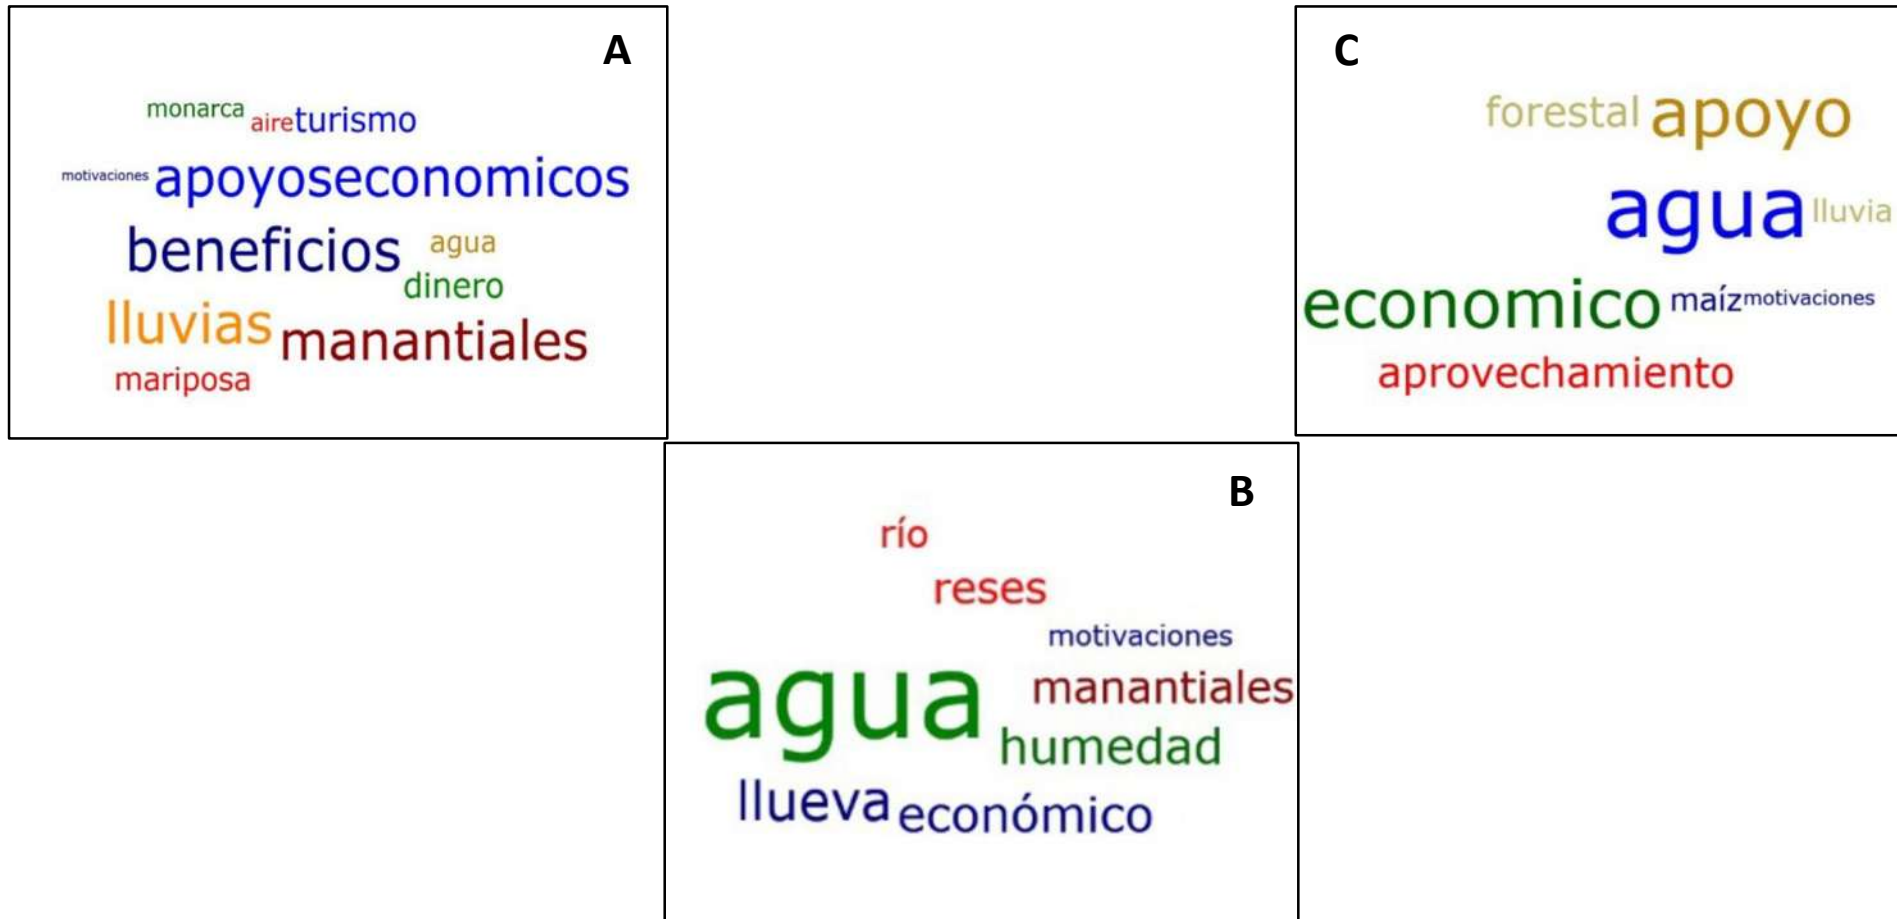 A
monarca aire turismo
motivaciones apoyoseconomicos
beneficios agua
dinero
lluvias manantiales
mariposa
C
forestal apoyo
agua lluvia
economico maíz motivaciones
aprovechamiento
B
río
reses
motivaciones
agua manantiales
humedad
llueva económico